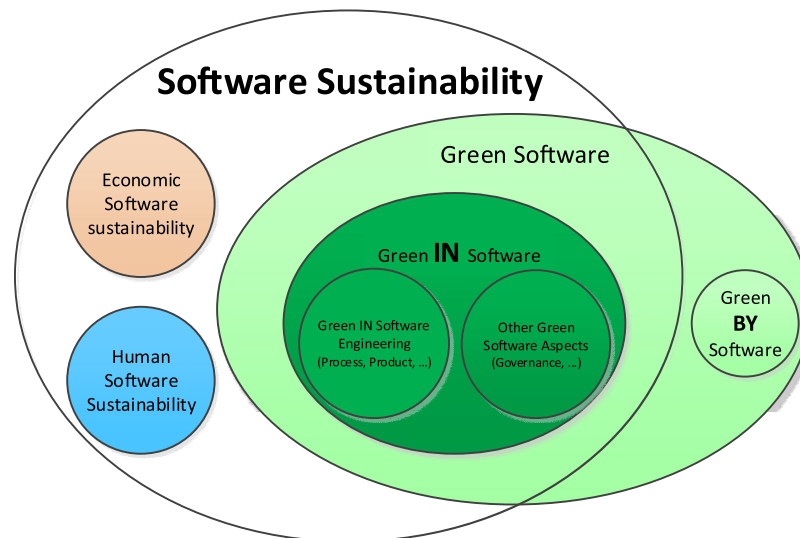 Software Sustainability
Economic
Software
sustainability
Human
Software
Sustainability
Green Software
Green IN Software
Green IN Software
Engineering
(Process, Product, ...)
Other Green
Software Aspects
(Governance, ...)
Green
BY
Software